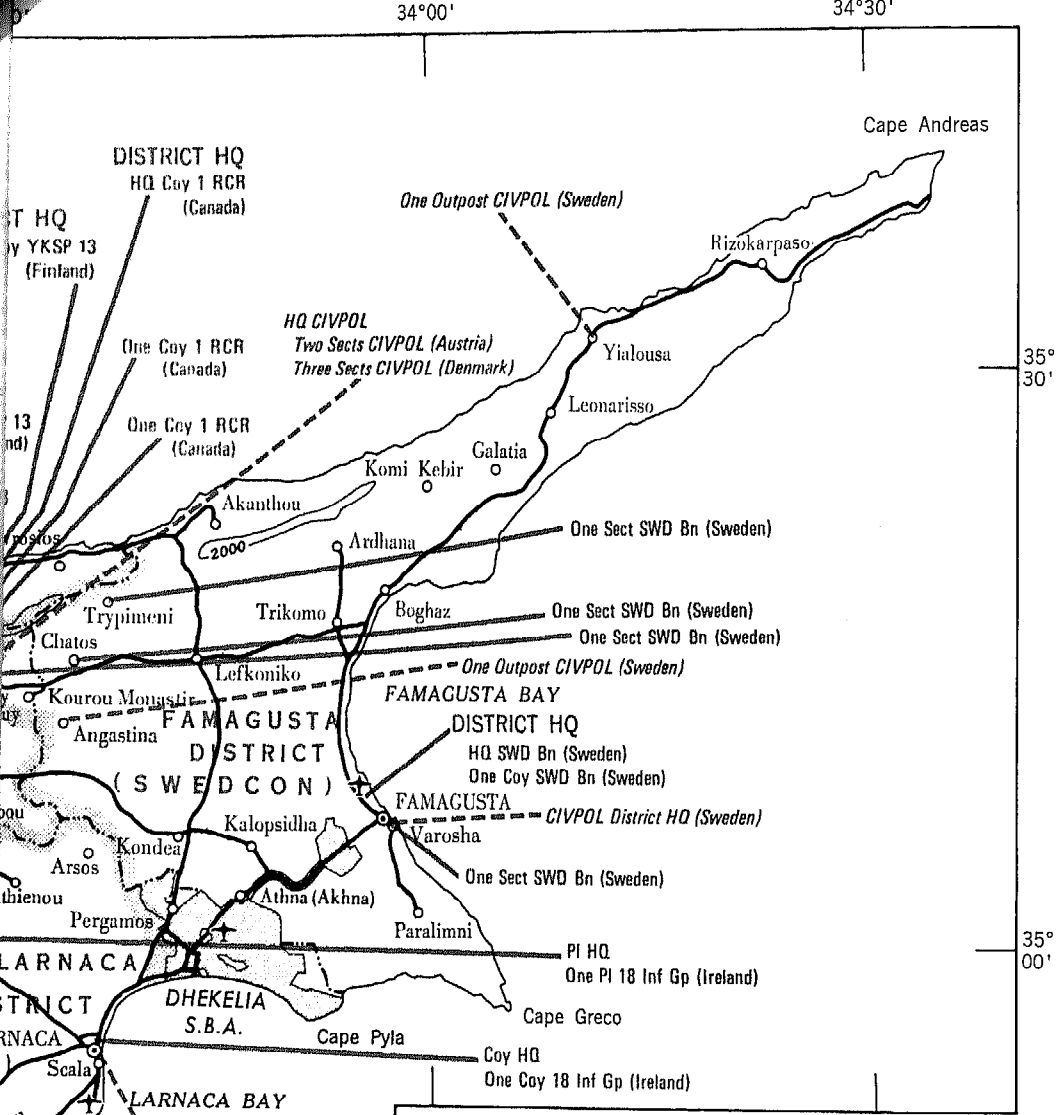 34°00'
34°30'
Cape Andreas
DISTRICT HQ
HQ Coy 1 RCR
(Canada)
HQ
YKSP 13
(Finland)
One Outpost CIVPOL (Sweden)
Rizokarpaso
HQ CIVPOL
Two Sects CIVPOL (Austria)
Three Sects CIVPOL (Denmark)
One Coy 1 RCR
(Canada)
Yialousa
35°
30'
Leonarisso
13
One Coy 1 RCR
(Canada)
Galatia
Komi Kebir
Akanthou
2000
Ardhana
One Sect SWD Bn (Sweden)
Trypimeni
Trikomo
Boghaz
One Sect SWD Bn (Sweden)
One Sect SWD Bn (Sweden)
Chatos
Lefkoniko
One Outpost CIVPOL (Sweden)
Kourou Monastir
FAMAGUSTA BAY
Angastina
FAMAGUSTA
DISTRICT
(SWEDCON)
DISTRICT HQ
HQ SWD Bn (Sweden)
One Coy SWD Bn (Sweden)
FAMAGUSTA
CIVPOL District HQ (Sweden)
Varosha
Kalopsidha
Kondea
Arsos
One Sect SWD Bn (Sweden)
Athna (Akhna)
Pergamos
Paralimni
35°
00'
Pl HQ
One Pl 18 Inf Gp (Ireland)
LARNACA
DHEKELIA
S.B.A.
Cape Pyla
Cape Greco
Scala
Coy HQ
One Coy 18 Inf Gp (Ireland)
LARNACA BAY